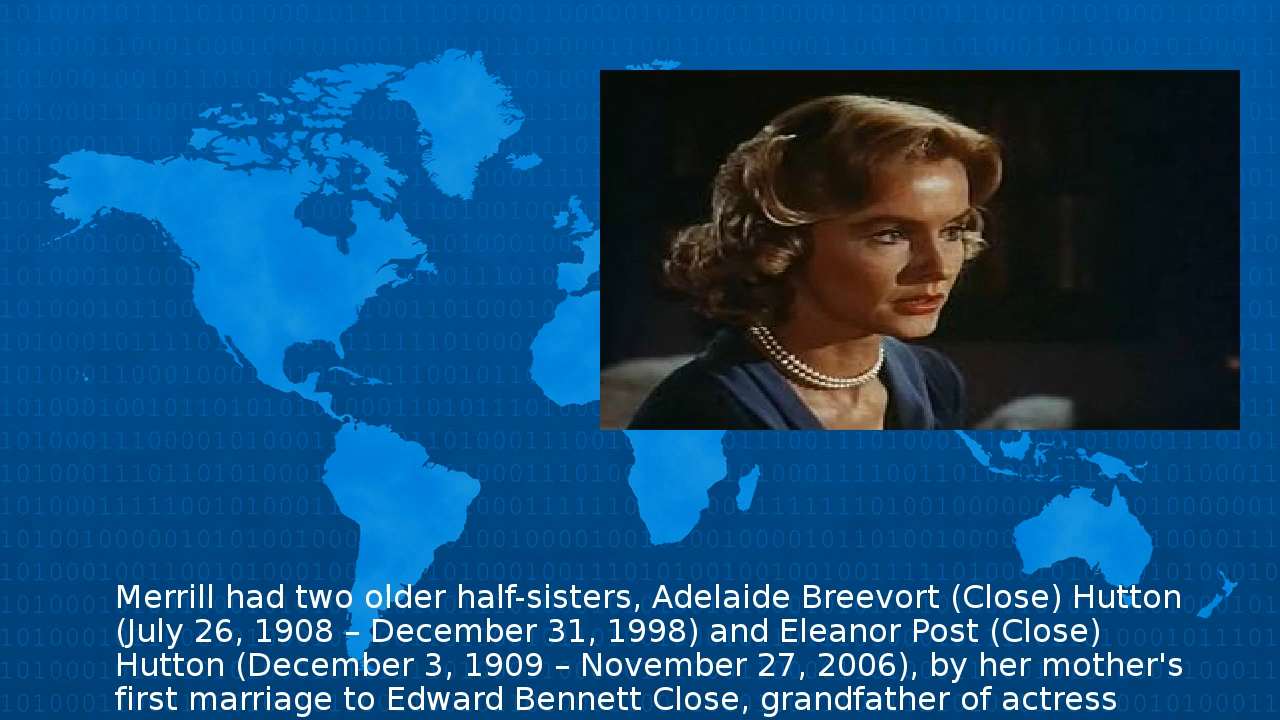 Merrill had two older half-sisters, Adelaide Breevort (Close) Hutton
(July 26, 1908 – December 31, 1998) and Eleanor Post (Close)
Hutton (December 3, 1909 – November 27, 2006), by her mother's
first marriage to Edward Bennett Close, grandfather of actress